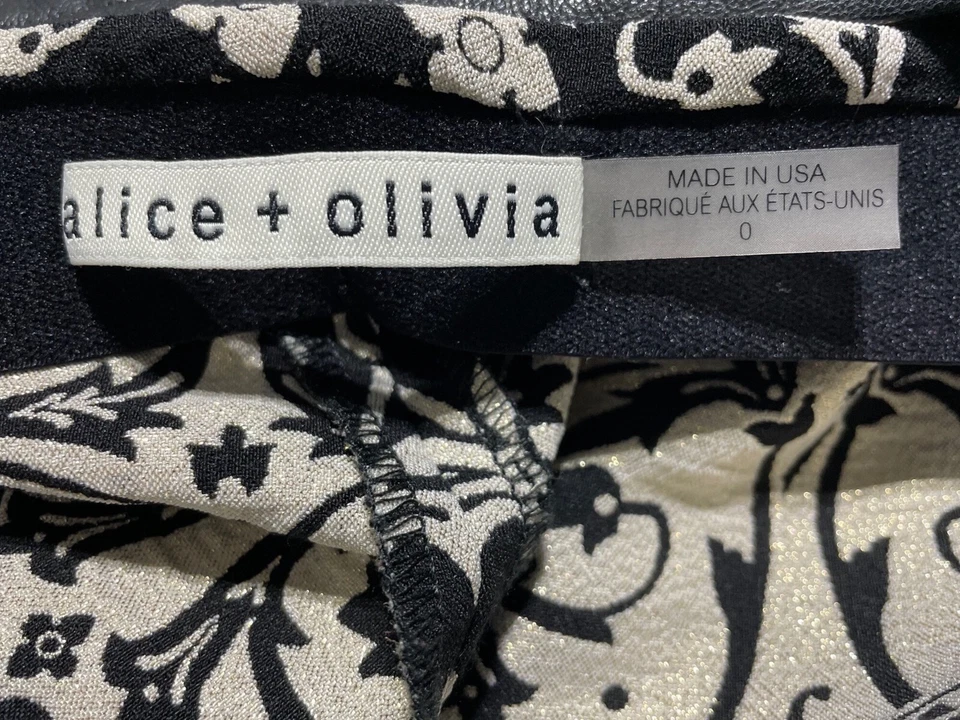 alice + olivia
MADE IN USA
FABRIQUÉ AUX ÉTATS-UNIS
0